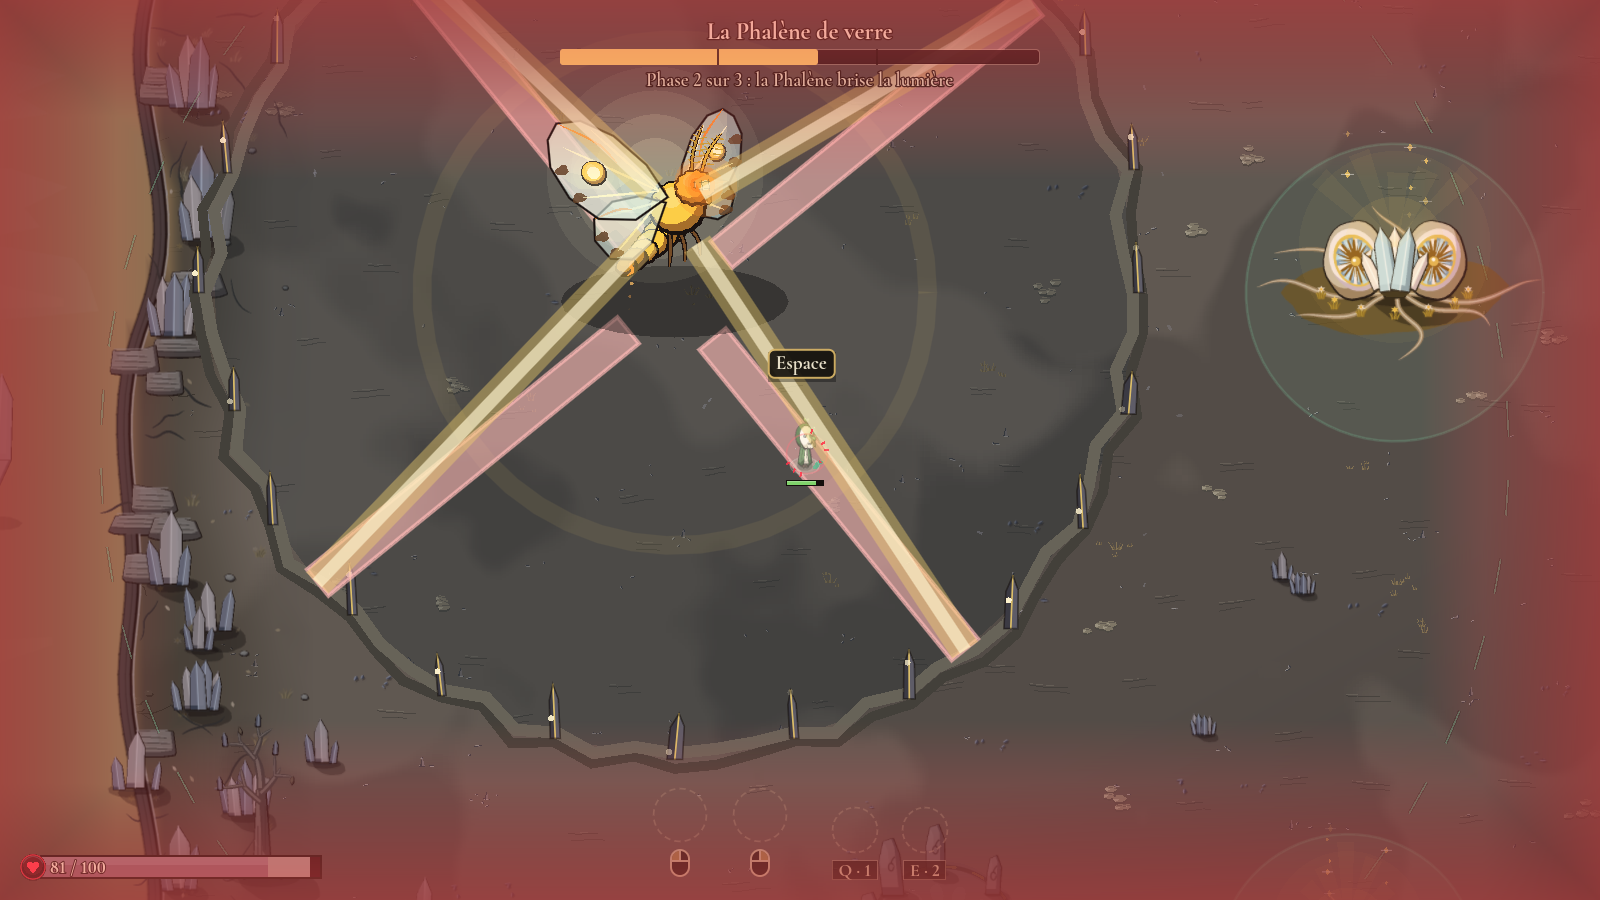 La Phalène de verre
Phase 2 sur 3 : la Phalène brise la lumière
Espace
81 / 100
Q · 1
E · 2